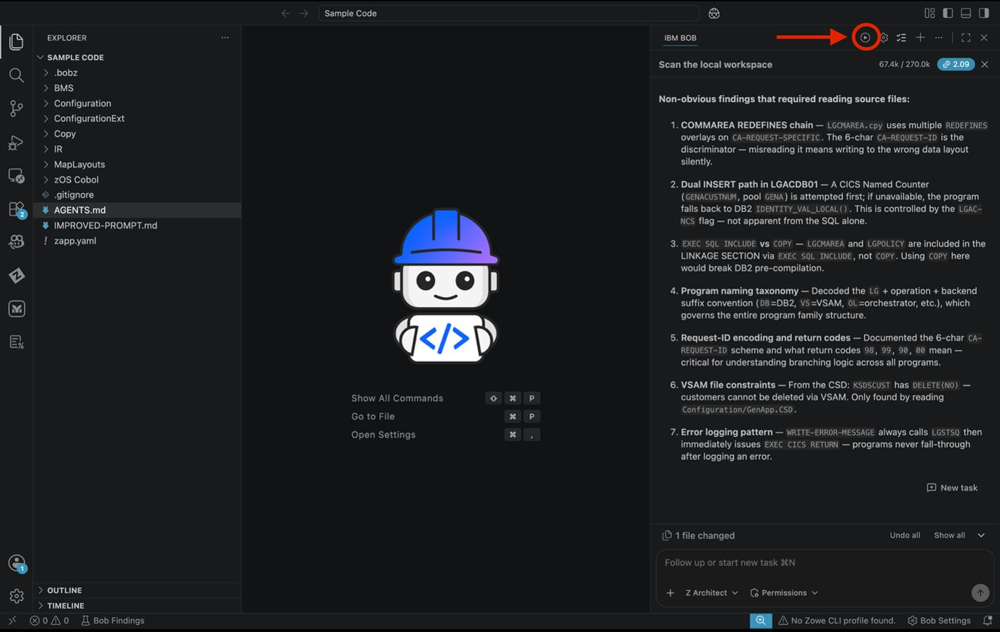 Sample Code
EXPLORER
SAMPLE CODE
.bobz
BMS
Configuration
ConfigurationExt
Copy
IR
MapLayouts
zOS Cobol
.gitignore
AGENTS.md
IMPROVED-PROMPT.md
! zapp.yaml
2
1
OUTLINE
TIMELINE
</>
Show All Commands ⇧ ⌘ P
Go to File ⌘ P
Open Settings ⌘ ,
IBM BOB
Scan the local workspace 67.4k / 270.0k 2.09
Non-obvious findings that required reading source files:
1. COMMAREA REDEFINES chain — LGCMAREA.cpy uses multiple REDEFINES
overlays on CA-REQUEST-SPECIFIC. The 6-char CA-REQUEST-ID is the
discriminator — misreading it means writing to the wrong data layout
silently.
2. Dual INSERT path in LGACDB01 — A CICS Named Counter
(GENACUSTNUM, pool GENA) is attempted first; if unavailable, the program
falls back to DB2 IDENTITY_VAL_LOCAL(). This is controlled by the LGAC-
NCS flag — not apparent from the SQL alone.
3. EXEC SQL INCLUDE vs COPY — LGCMAREA and LGPOLICY are included in the
LINKAGE SECTION via EXEC SQL INCLUDE, not COPY. Using COPY here
would break DB2 pre-compilation.
4. Program naming taxonomy — Decoded the LG + operation + backend
suffix convention (DB=DB2, VS=VSAM, OL=orchestrator, etc.), which
governs the entire program family structure.
5. Request-ID encoding and return codes — Documented the 6-char CA-
REQUEST-ID scheme and what return codes 98, 99, 90, 00 mean —
critical for understanding branching logic across all programs.
6. VSAM file constraints — From the CSD: KSDSCUST has DELETE(NO) —
customers cannot be deleted via VSAM. Only found by reading
Configuration/GenApp.CSD.
7. Error logging pattern — WRITE-ERROR-MESSAGE always calls LGSTSQ then
immediately issues EXEC CICS RETURN — programs never fall-through
after logging an error.
New task
1 file changed Undo all Show all
Follow up or start new task ⌘N
Z Architect Permissions
0 0 Bob Findings No Zowe CLI profile found. Bob Settings